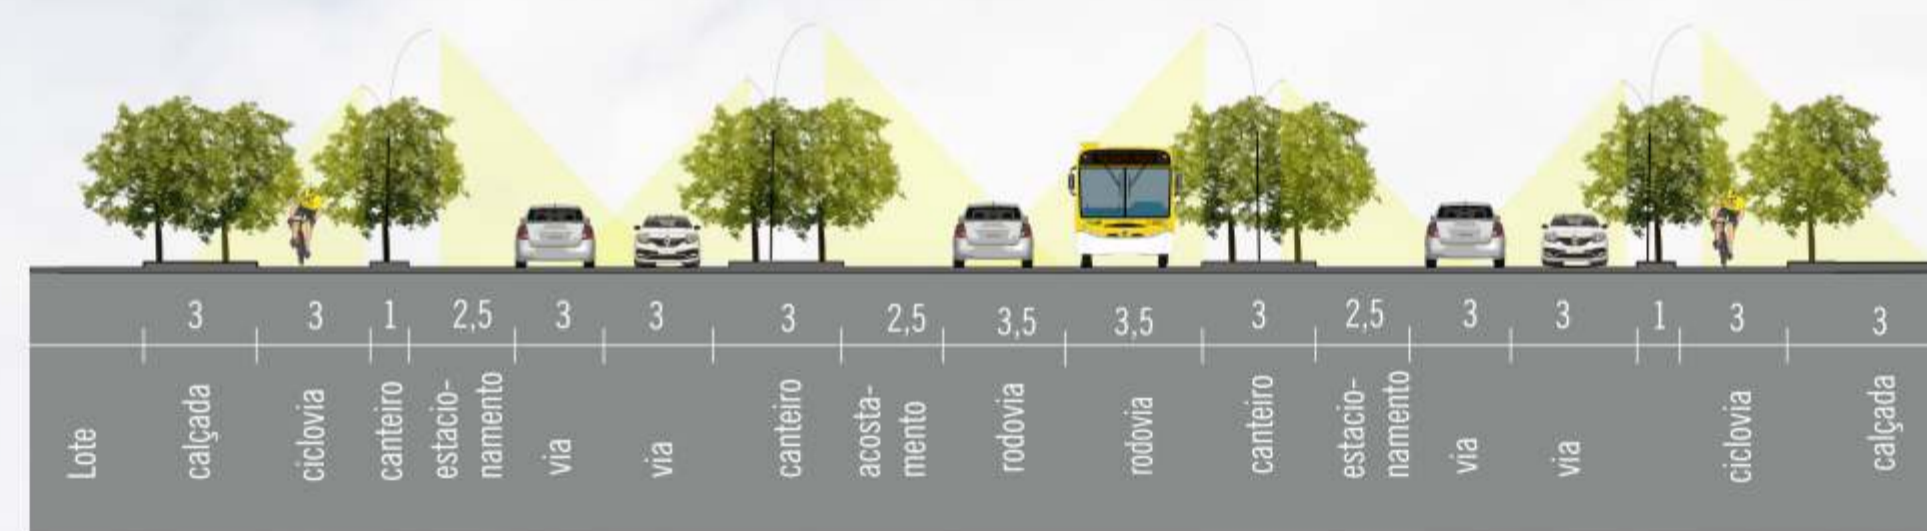 3 3 1 2,5 3 3 3 2,5 3,5 3,5 3 2,5 3 3 1 3 3
Lote
calçada
ciclovia
canteiro
estacio-
namento
via
via
canteiro
acosta-
mento
rodovia
rodovia
canteiro
estacio-
namento
via
via
ciclovia
calçada